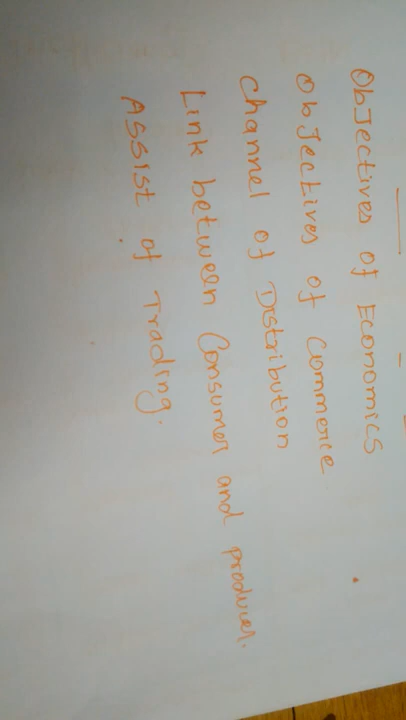 Objectives of Economics
Objectives of Commerce
Channel of Distribution
Link between Consumer and producer.
Assist of Trading.